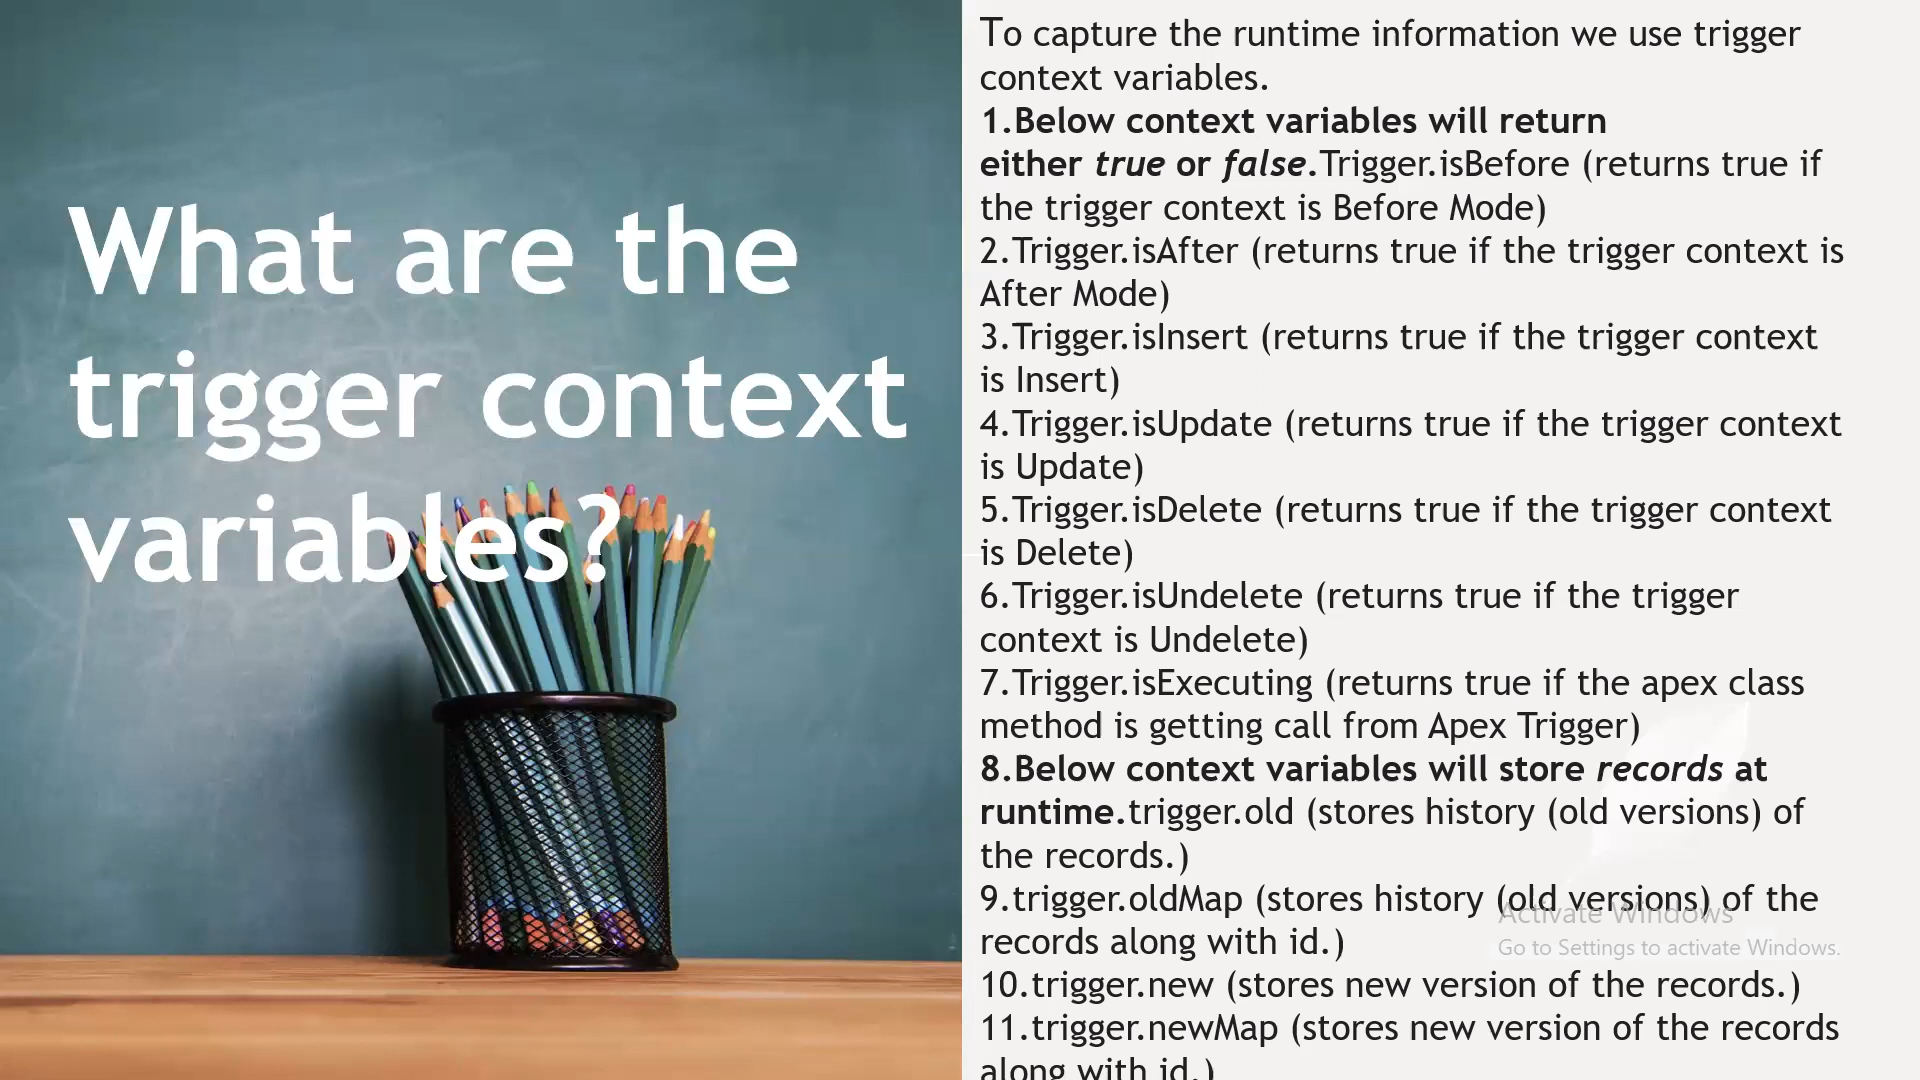 What are the
trigger context
variables?
To capture the runtime information we use trigger
context variables.
1.Below context variables will return
either true or false.Trigger.isBefore (returns true if
the trigger context is Before Mode)
2.Trigger.isAfter (returns true if the trigger context is
After Mode)
3.Trigger.isInsert (returns true if the trigger context
is Insert)
4.Trigger.isUpdate (returns true if the trigger context
is Update)
5.Trigger.isDelete (returns true if the trigger context
is Delete)
6.Trigger.isUndelete (returns true if the trigger
context is Undelete)
7.Trigger.isExecuting (returns true if the apex class
method is getting call from Apex Trigger)
8.Below context variables will store records at
runtime.trigger.old (stores history (old versions) of
the records.)
9.trigger.oldMap (stores history (old versions) of the
records along with id.)
10.trigger.new (stores new version of the records.)
11.trigger.newMap (stores new version of the records
along with id.)
Activate Windows
Go to Settings to activate Windows.